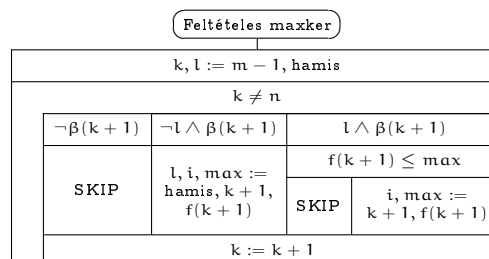 Feltételes maxker
k, l := m − 1, hamis
k ≠ n
¬β(k + 1) ¬l ∧ β(k + 1) l ∧ β(k + 1)
f(k + 1) ≤ max
SKIP
l, i, max :=
hamis, k + 1,
f(k + 1)
SKIP
i, max :=
k + 1, f(k + 1)
k := k + 1